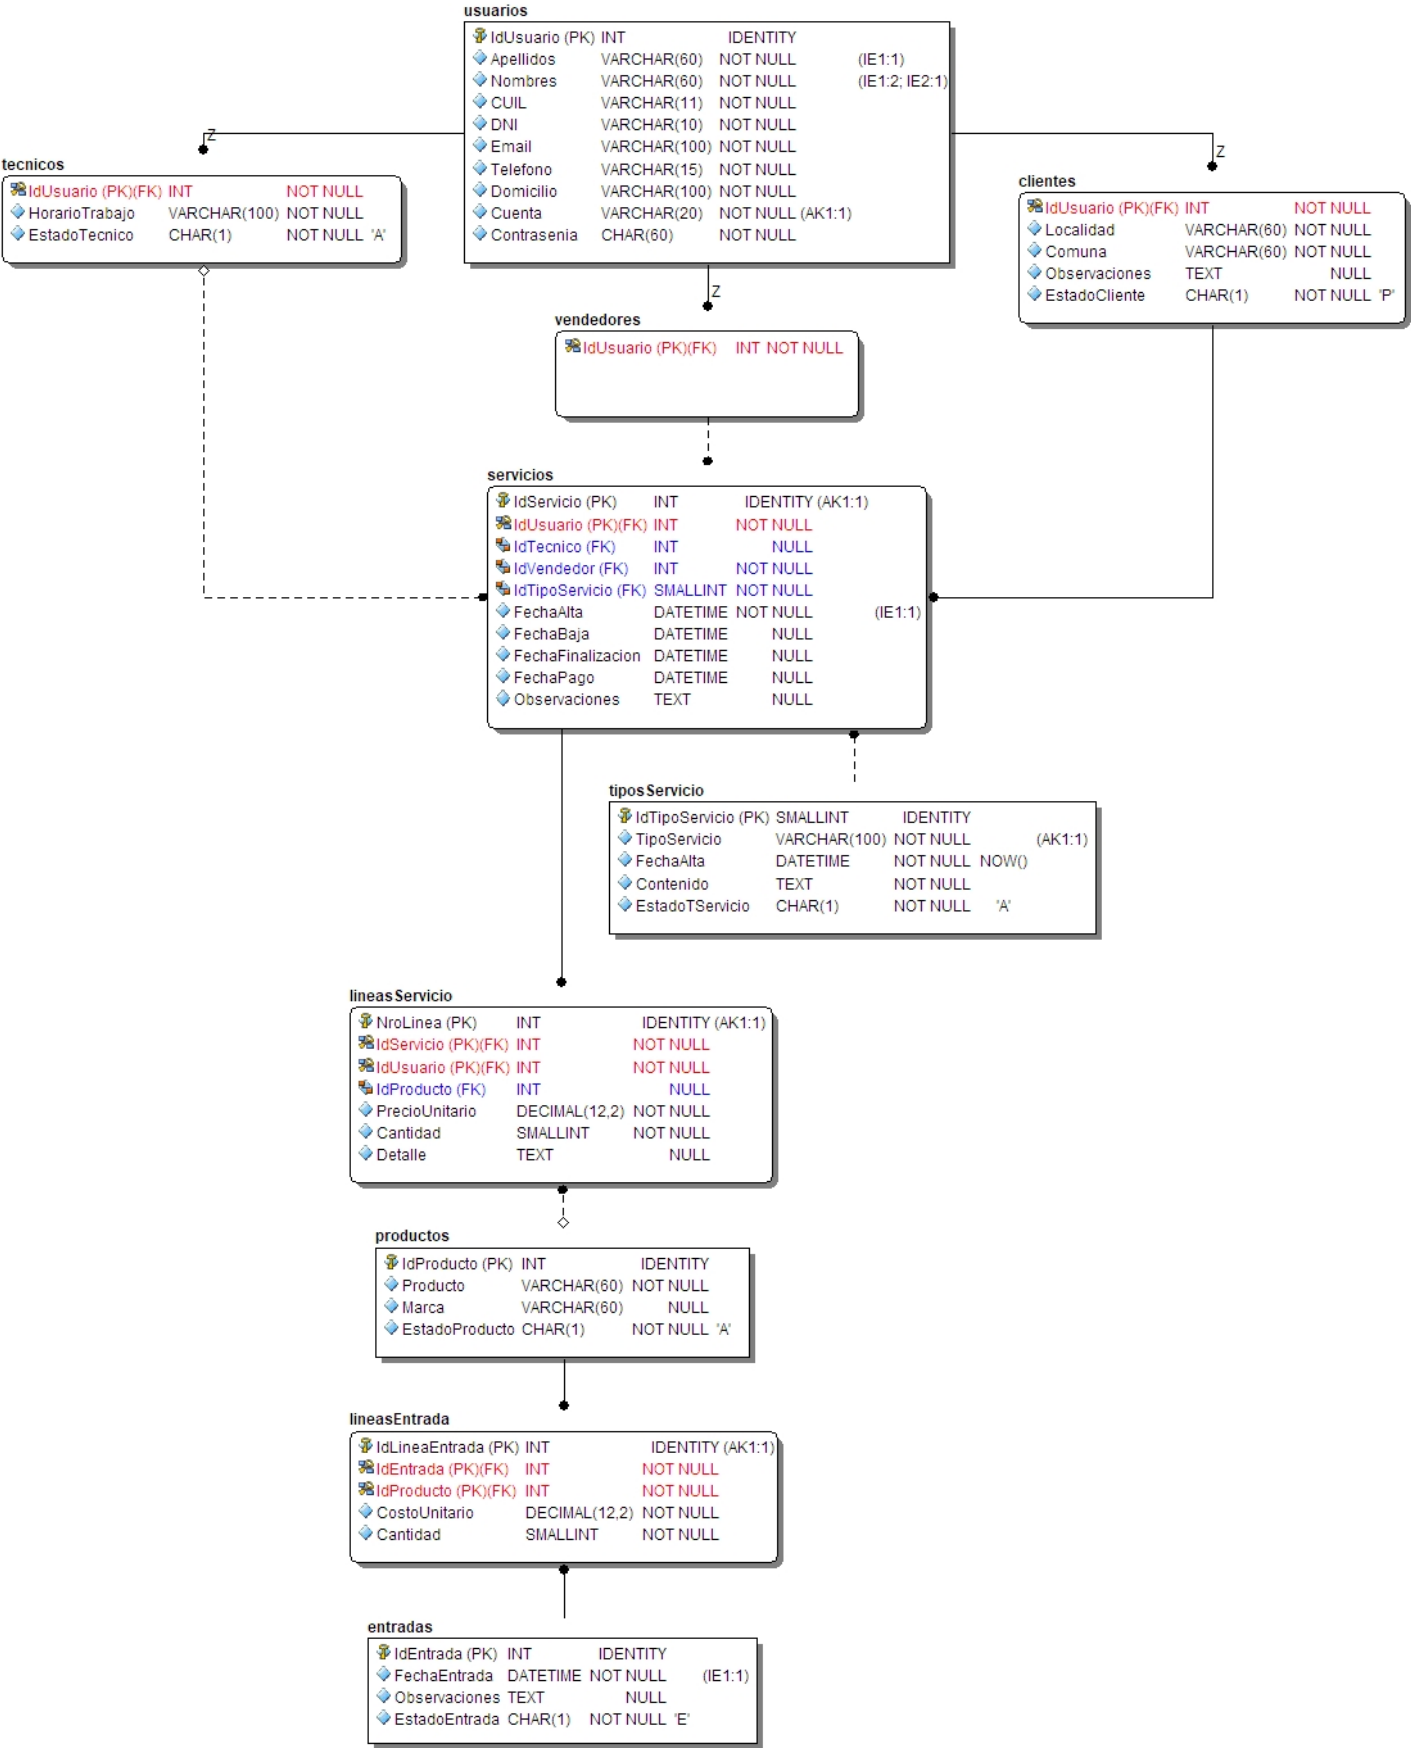 usuarios
IdUsuario (PK) INT IDENTITY
Apellidos VARCHAR(60) NOT NULL (IE1:1)
Nombres VARCHAR(60) NOT NULL (IE1:2; IE2:1)
CUIL VARCHAR(11) NOT NULL
DNI VARCHAR(10) NOT NULL
Email VARCHAR(100) NOT NULL
Telefono VARCHAR(15) NOT NULL
Domicilio VARCHAR(100) NOT NULL
Cuenta VARCHAR(20) NOT NULL (AK1:1)
Contrasenia CHAR(60) NOT NULL
Z
tecnicos
IdUsuario (PK)(FK) INT NOT NULL
HorarioTrabajo VARCHAR(100) NOT NULL
EstadoTecnico CHAR(1) NOT NULL 'A'
Z
clientes
IdUsuario (PK)(FK) INT NOT NULL
Localidad VARCHAR(60) NOT NULL
Comuna VARCHAR(60) NOT NULL
Observaciones TEXT NULL
EstadoCliente CHAR(1) NOT NULL 'P'
Z
vendedores
IdUsuario (PK)(FK) INT NOT NULL
servicios
IdServicio (PK) INT IDENTITY (AK1:1)
IdUsuario (PK)(FK) INT NOT NULL
IdTecnico (FK) INT NULL
IdVendedor (FK) INT NOT NULL
IdTipoServicio (FK) SMALLINT NOT NULL
FechaAlta DATETIME NOT NULL (IE1:1)
FechaBaja DATETIME NULL
FechaFinalizacion DATETIME NULL
FechaPago DATETIME NULL
Observaciones TEXT NULL
tiposServicio
IdTipoServicio (PK) SMALLINT IDENTITY
TipoServicio VARCHAR(100) NOT NULL (AK1:1)
FechaAlta DATETIME NOT NULL NOW()
Contenido TEXT NOT NULL
EstadoTServicio CHAR(1) NOT NULL 'A'
lineasServicio
NroLinea (PK) INT IDENTITY (AK1:1)
IdServicio (PK)(FK) INT NOT NULL
IdUsuario (PK)(FK) INT NOT NULL
IdProducto (FK) INT NULL
PrecioUnitario DECIMAL(12,2) NOT NULL
Cantidad SMALLINT NOT NULL
Detalle TEXT NULL
productos
IdProducto (PK) INT IDENTITY
Producto VARCHAR(60) NOT NULL
Marca VARCHAR(60) NULL
EstadoProducto CHAR(1) NOT NULL 'A'
lineasEntrada
IdLineaEntrada (PK) INT IDENTITY (AK1:1)
IdEntrada (PK)(FK) INT NOT NULL
IdProducto (PK)(FK) INT NOT NULL
CostoUnitario DECIMAL(12,2) NOT NULL
Cantidad SMALLINT NOT NULL
entradas
IdEntrada (PK) INT IDENTITY
FechaEntrada DATETIME NOT NULL (IE1:1)
Observaciones TEXT NULL
EstadoEntrada CHAR(1) NOT NULL 'E'